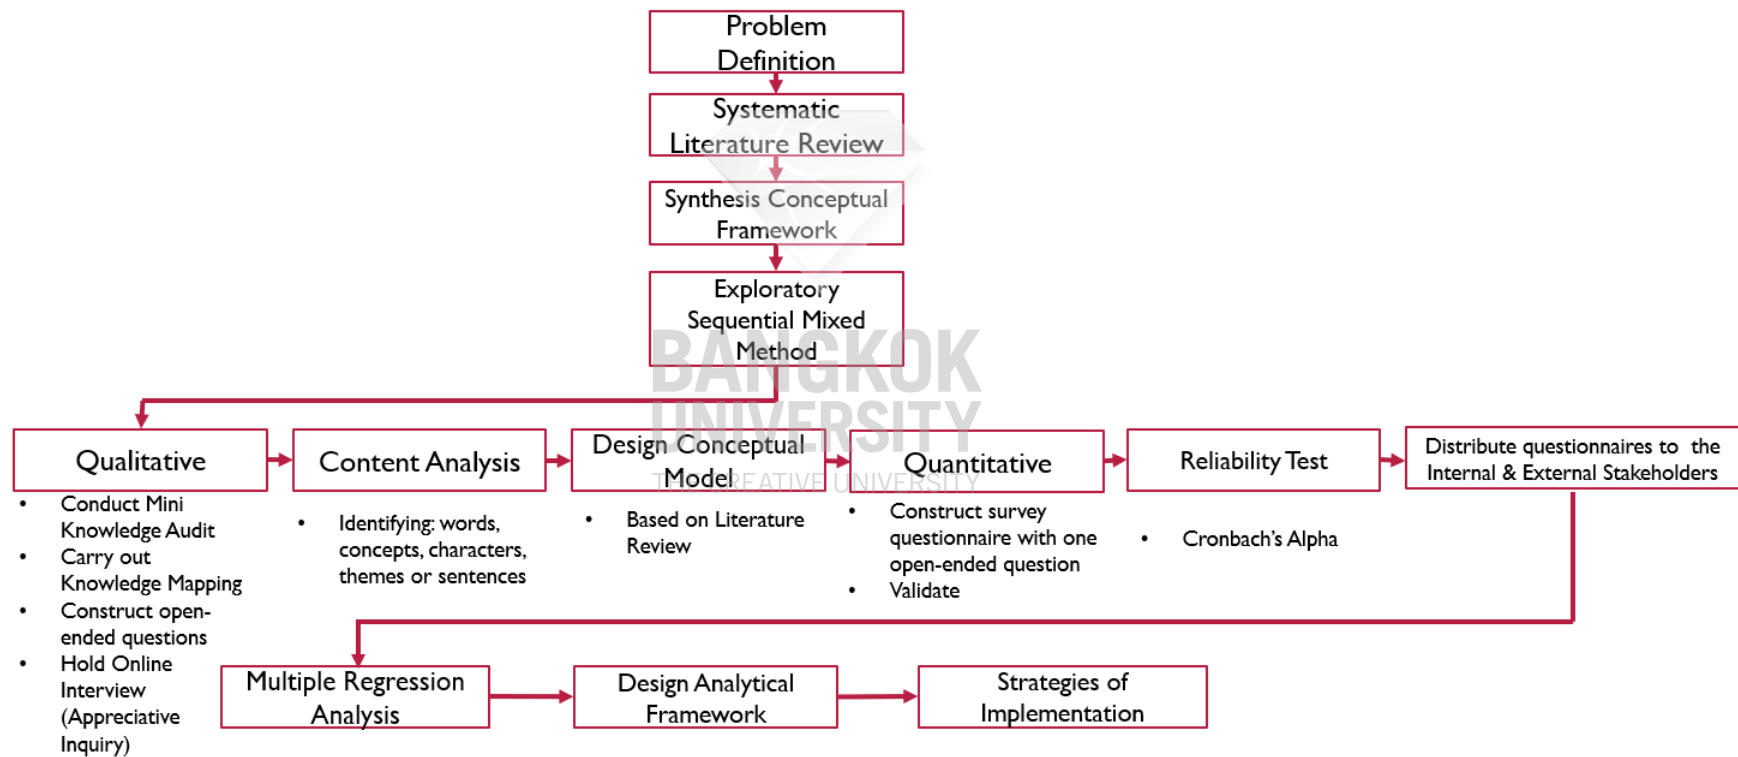 Problem
Definition
Systematic
Literature Review
Synthesis Conceptual
Framework
Exploratory
Sequential Mixed
Method
BANGKOK
UNIVERSITY
THE CREATIVE UNIVERSITY
Qualitative
• Conduct Mini
Knowledge Audit
• Carry out
Knowledge Mapping
• Construct open-
ended questions
• Hold Online
Interview
(Appreciative
Inquiry)
Content Analysis
• Identifying: words,
concepts, characters,
themes or sentences
Design Conceptual
Model
• Based on Literature
Review
Quantitative
• Construct survey
questionnaire with one
open-ended question
• Validate
Reliability Test
• Cronbach's Alpha
Distribute questionnaires to the
Internal & External Stakeholders
Multiple Regression
Analysis
Design Analytical
Framework
Strategies of
Implementation